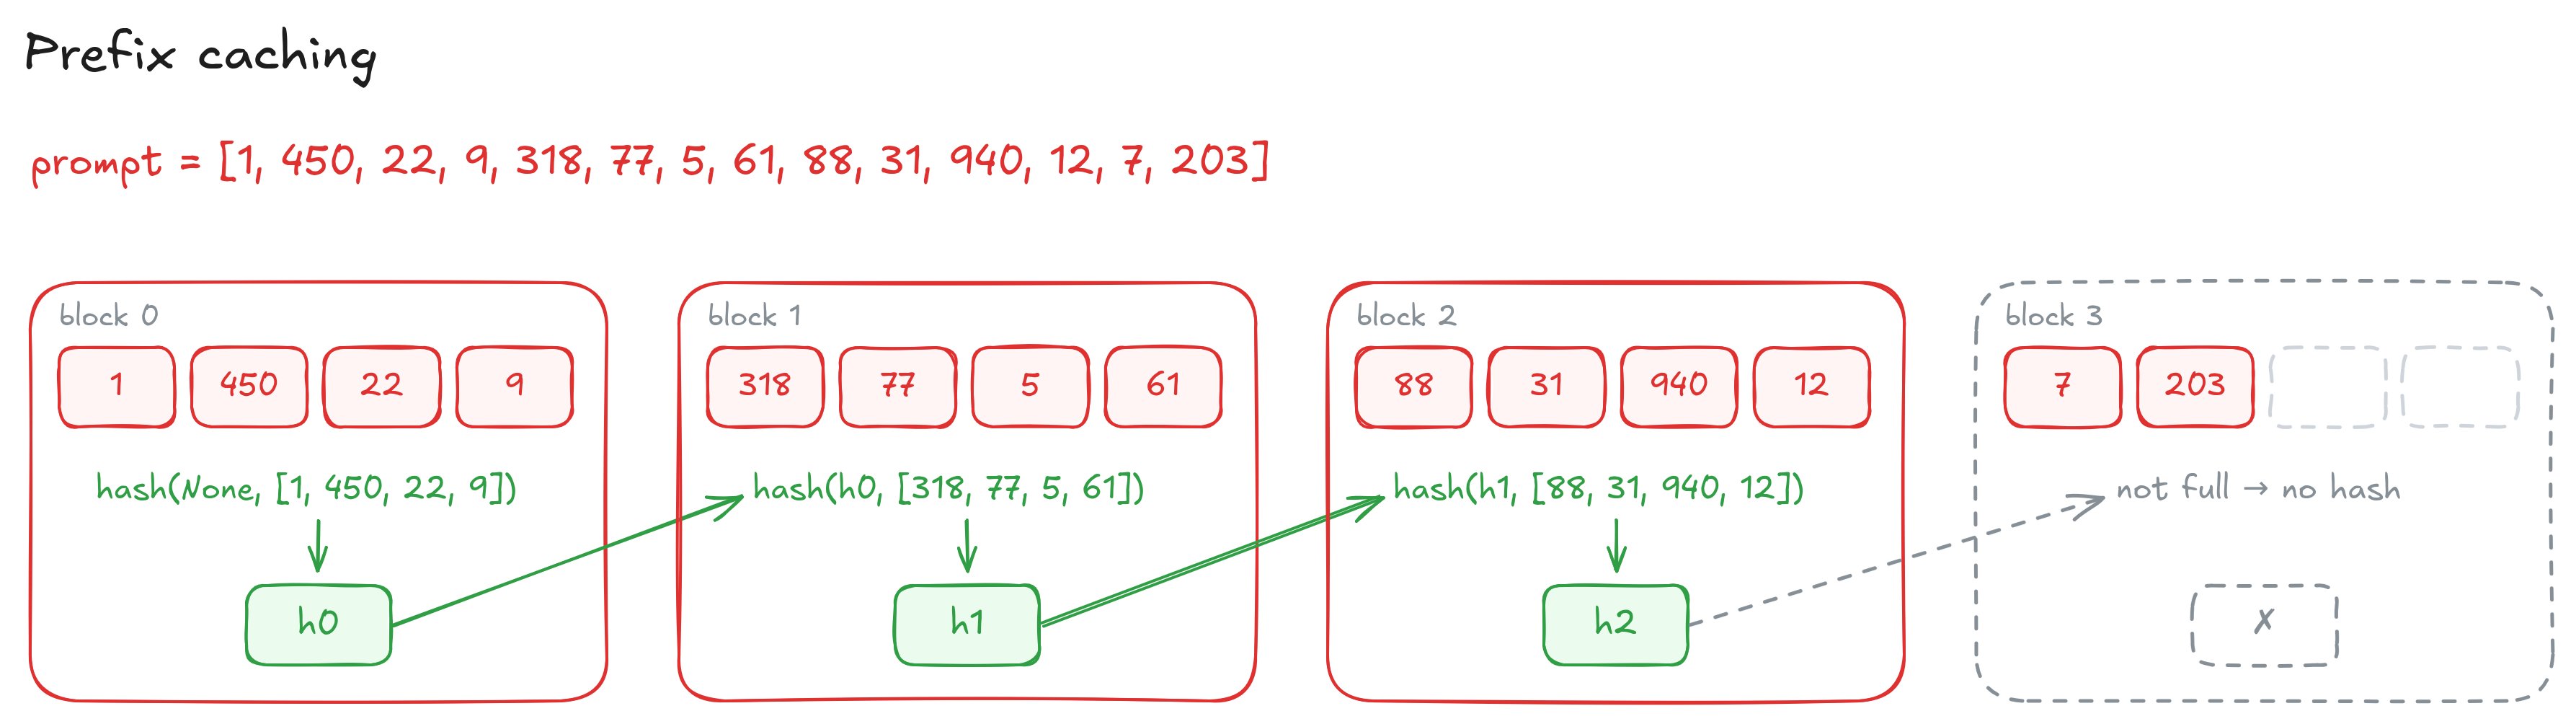 Prefix caching
prompt = [1, 450, 22, 9, 318, 77, 5, 61, 88, 31, 940, 12, 7, 203]
block 0
1 450 22 9
hash(None, [1, 450, 22, 9])
h0
block 1
318 77 5 61
hash(h0, [318, 77, 5, 61])
h1
block 2
88 31 940 12
hash(h1, [88, 31, 940, 12])
h2
block 3
7 203
not full → no hash
✗